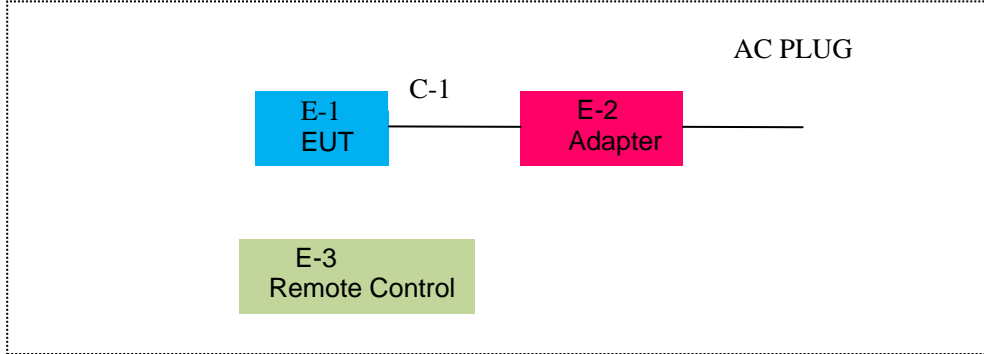 AC PLUG
C-1
E-1
EUT
E-2
Adapter
E-3
Remote Control